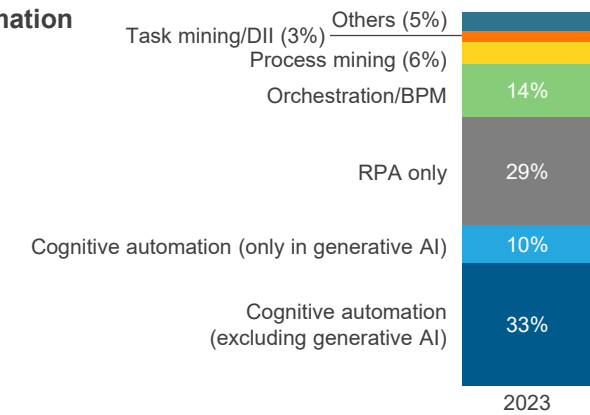 mation
Others (5%)
Task mining/DII (3%)
Process mining (6%)
Orchestration/BPM 14%
RPA only 29%
Cognitive automation (only in generative AI) 10%
Cognitive automation
(excluding generative AI) 33%
2023